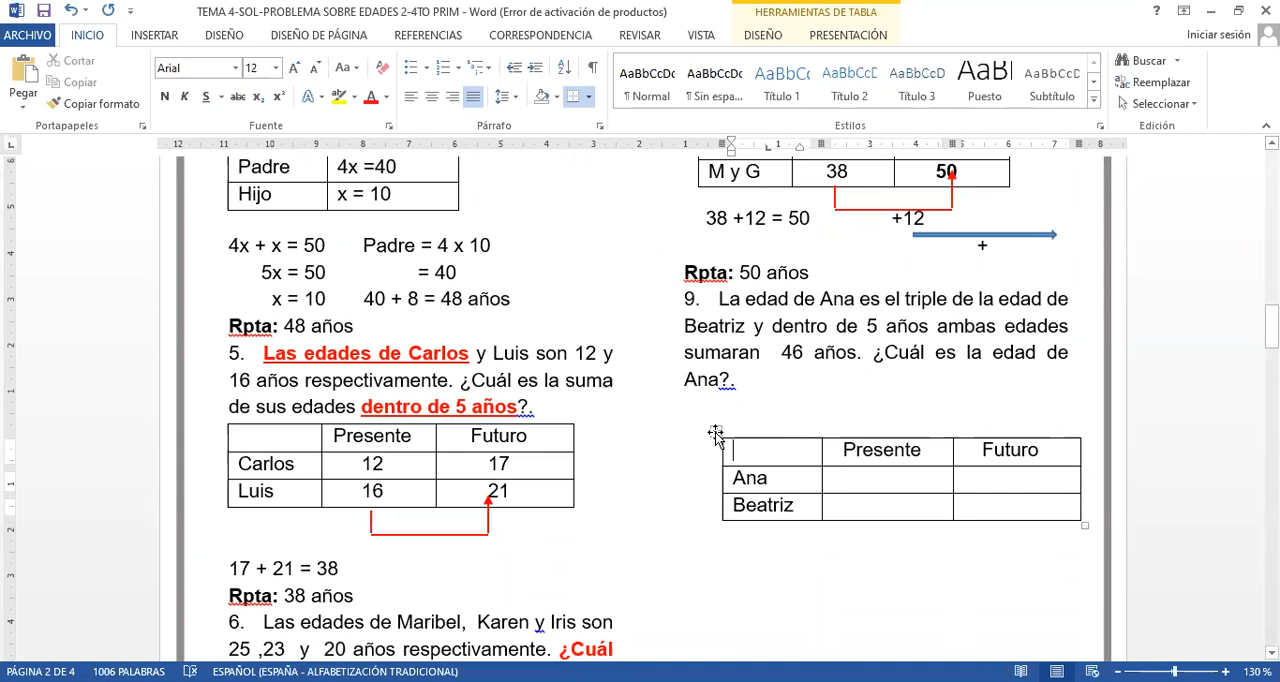 TEMA 4-SOL-PROBLEMA SOBRE EDADES 2-4TO PRIM - Word (Error de activación de productos)
HERRAMIENTAS DE TABLA
ARCHIVO INICIO INSERTAR DISEÑO DISEÑO DE PÁGINA REFERENCIAS CORRESPONDENCIA REVISAR VISTA DISEÑO PRESENTACIÓN Iniciar sesión
Pegar
Cortar
Copiar
Copiar formato
Portapapeles
Arial 12
Fuente
Párrafo
AaBbCcDc AaBbCcDc AaBbCcI AaBbCcD AaBbCcD AaBl AaBbCcDc
¶ Normal ¶ Sin espa... Título 1 Título 2 Título 3 Puesto Subtítulo
Estilos
Buscar
Reemplazar
Seleccionar
Edición
Padre 4x =40
Hijo x = 10
4x + x = 50 Padre = 4 x 10
5x = 50 = 40
x = 10 40 + 8 = 48 años
Rpta: 48 años
5. Las edades de Carlos y Luis son 12 y
16 años respectivamente. ¿Cuál es la suma
de sus edades dentro de 5 años?.
Presente Futuro
Carlos 12 17
Luis 16 21
17 + 21 = 38
Rpta: 38 años
6. Las edades de Maribel, Karen y Iris son
25 ,23 y 20 años respectivamente. ¿Cuál
M y G 38 50
38 +12 = 50 +12
+
Rpta: 50 años
9. La edad de Ana es el triple de la edad de
Beatriz y dentro de 5 años ambas edades
sumaran 46 años. ¿Cuál es la edad de
Ana?.
Presente Futuro
Ana
Beatriz
PÁGINA 2 DE 4 1006 PALABRAS ESPAÑOL (ESPAÑA - ALFABETIZACIÓN TRADICIONAL) 130 %